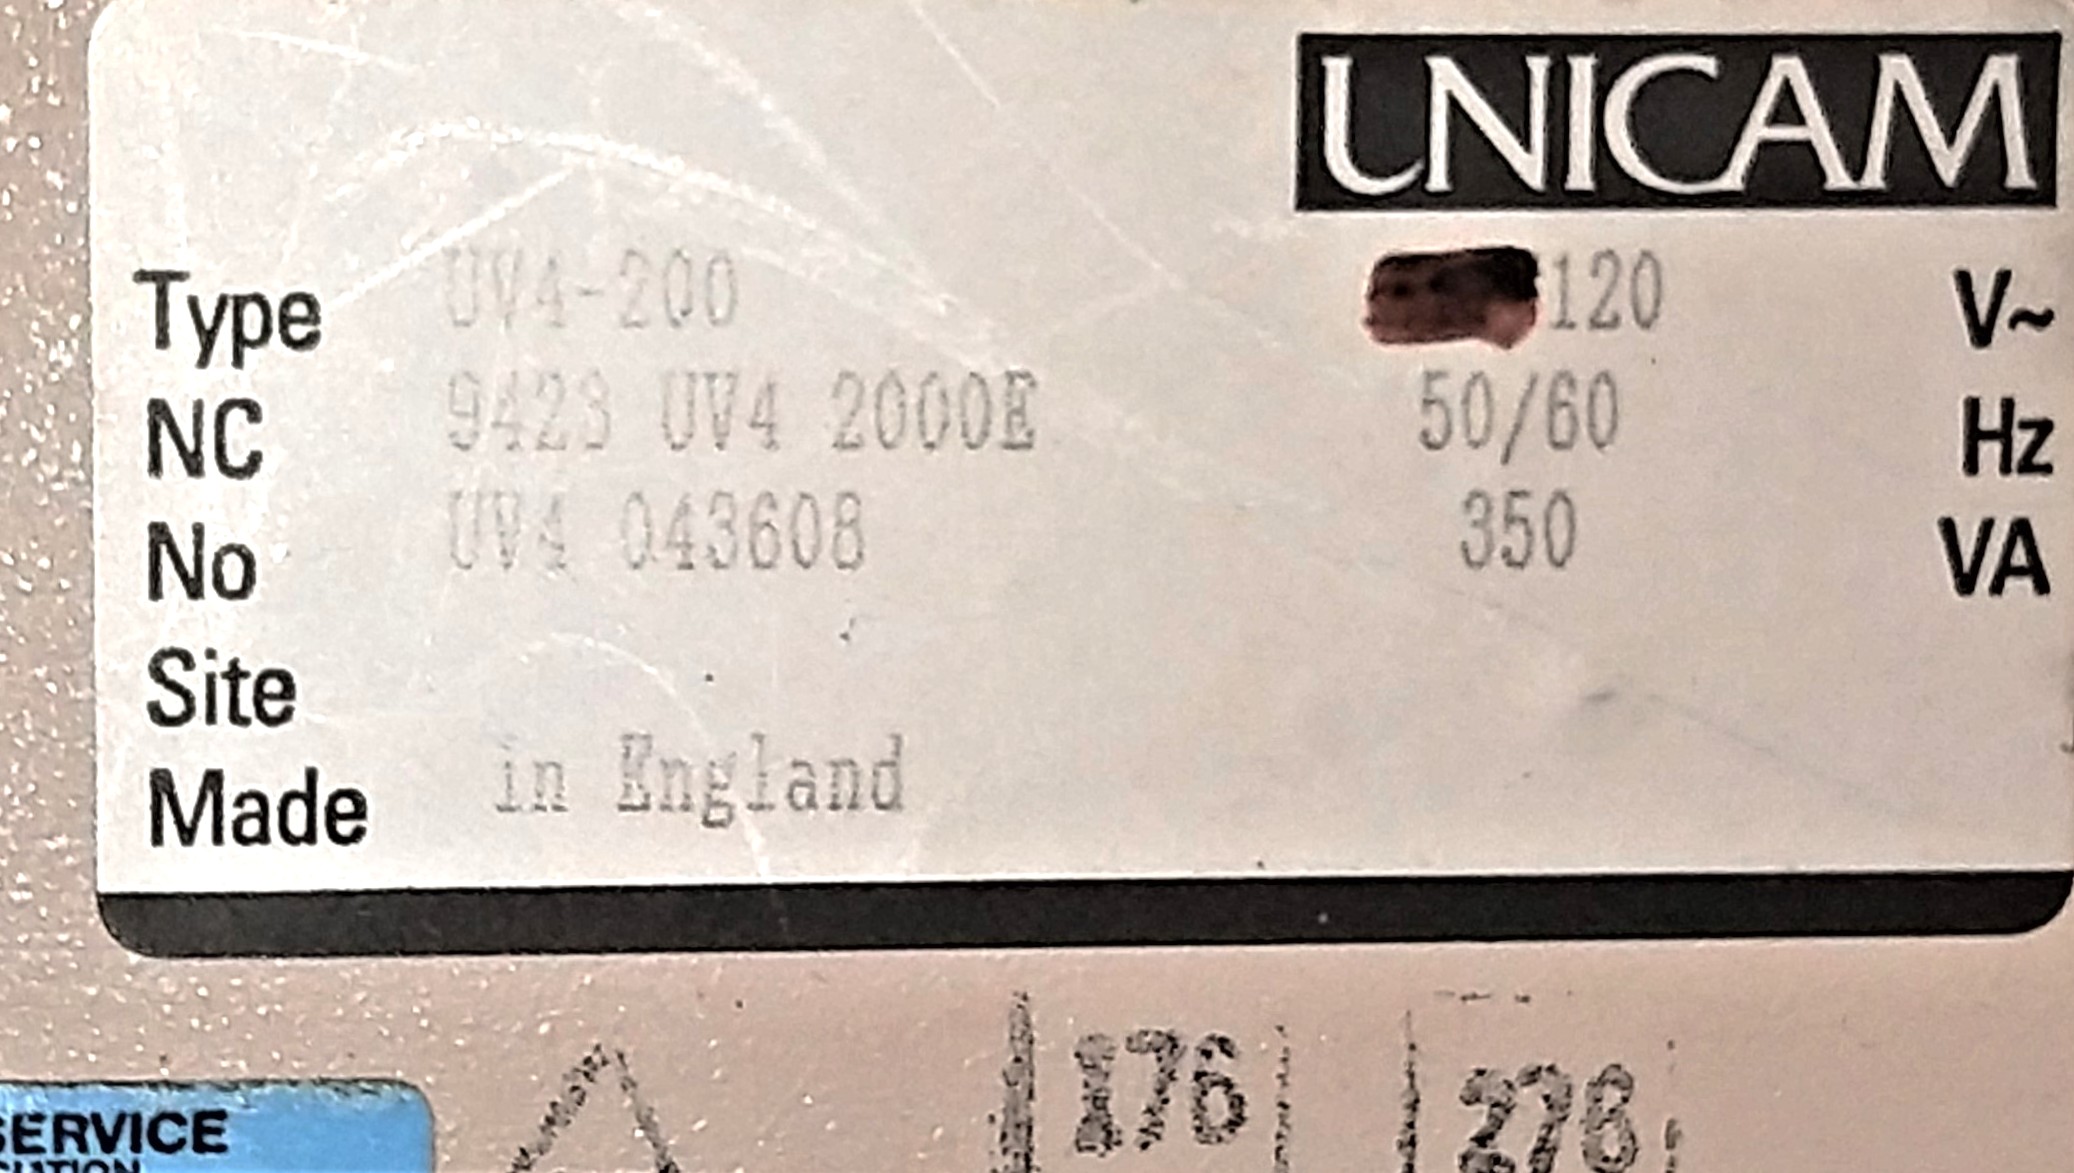 UNICAM
Type UV4-200 120 V~
NC 9423 UV4 2000E 50/60 Hz
No UV4 043608 350 VA
Site
Made in England
176
278
SERVICE